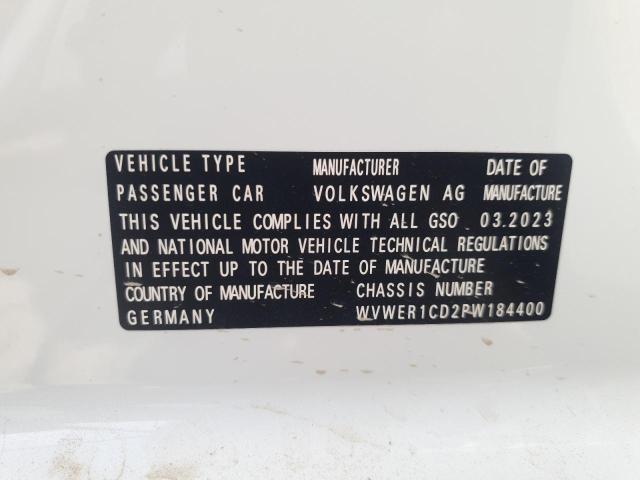 VEHICLE TYPE MANUFACTURER DATE OF
PASSENGER CAR VOLKSWAGEN AG MANUFACTURE
THIS VEHICLE COMPLIES WITH ALL GSO 03.2023
AND NATIONAL MOTOR VEHICLE TECHNICAL REGULATIONS
IN EFFECT UP TO THE DATE OF MANUFACTURE
COUNTRY OF MANUFACTURE CHASSIS NUMBER
GERMANY WVWER1CD2PW184400